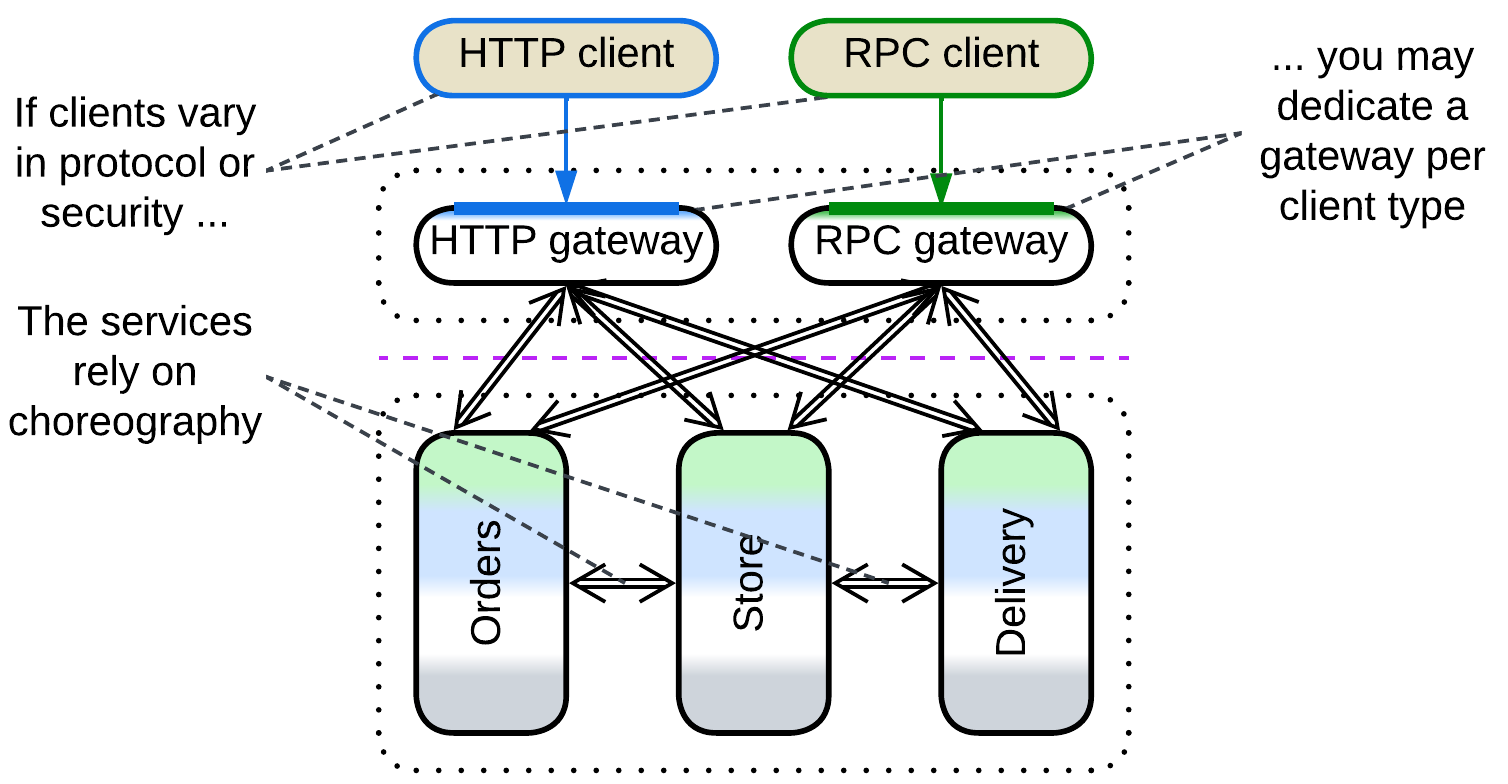 HTTP client
RPC client
If clients vary
in protocol or
security ...
... you may
dedicate a
gateway per
client type
HTTP gateway
RPC gateway
The services
rely on
choreography
Orders
Store
Delivery